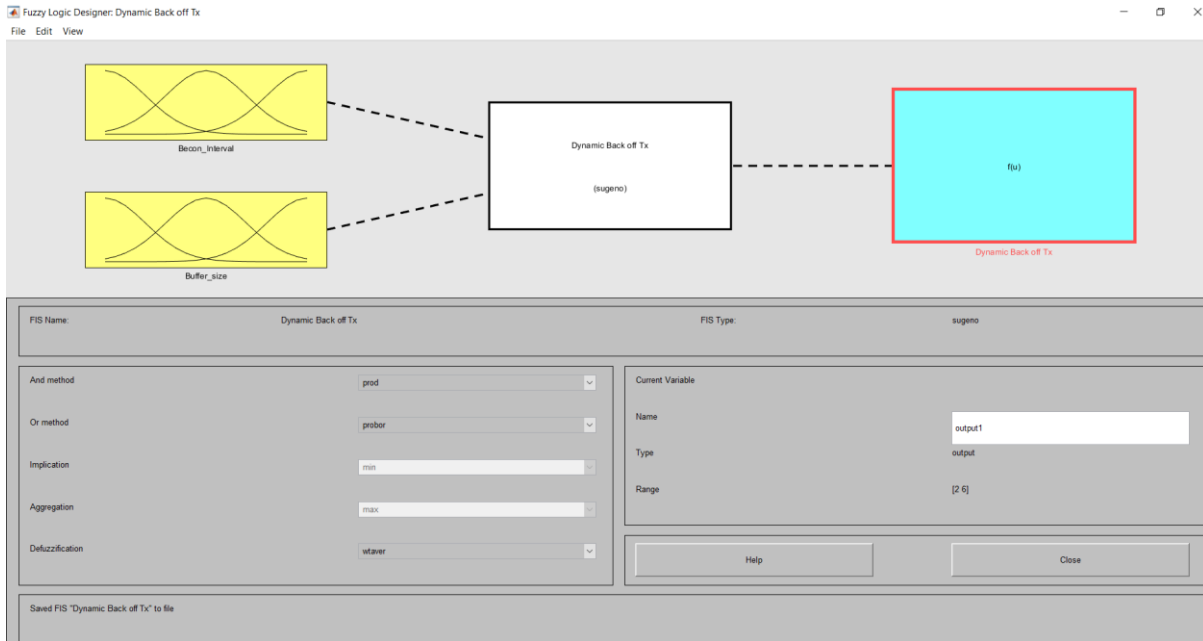 Fuzzy Logic Designer: Dynamic Back off Tx
File Edit View
Becon_Interval
Buffer_size
Dynamic Back off Tx
(sugeno)
f(u)
Dynamic Back off Tx
FIS Name: Dynamic Back off Tx FIS Type: sugeno
And method prod
Or method probor
Implication min
Aggregation max
Defuzzification wtaver
Current Variable
Name output1
Type output
Range [2 6]
Help Close
Saved FIS "Dynamic Back off Tx" to file